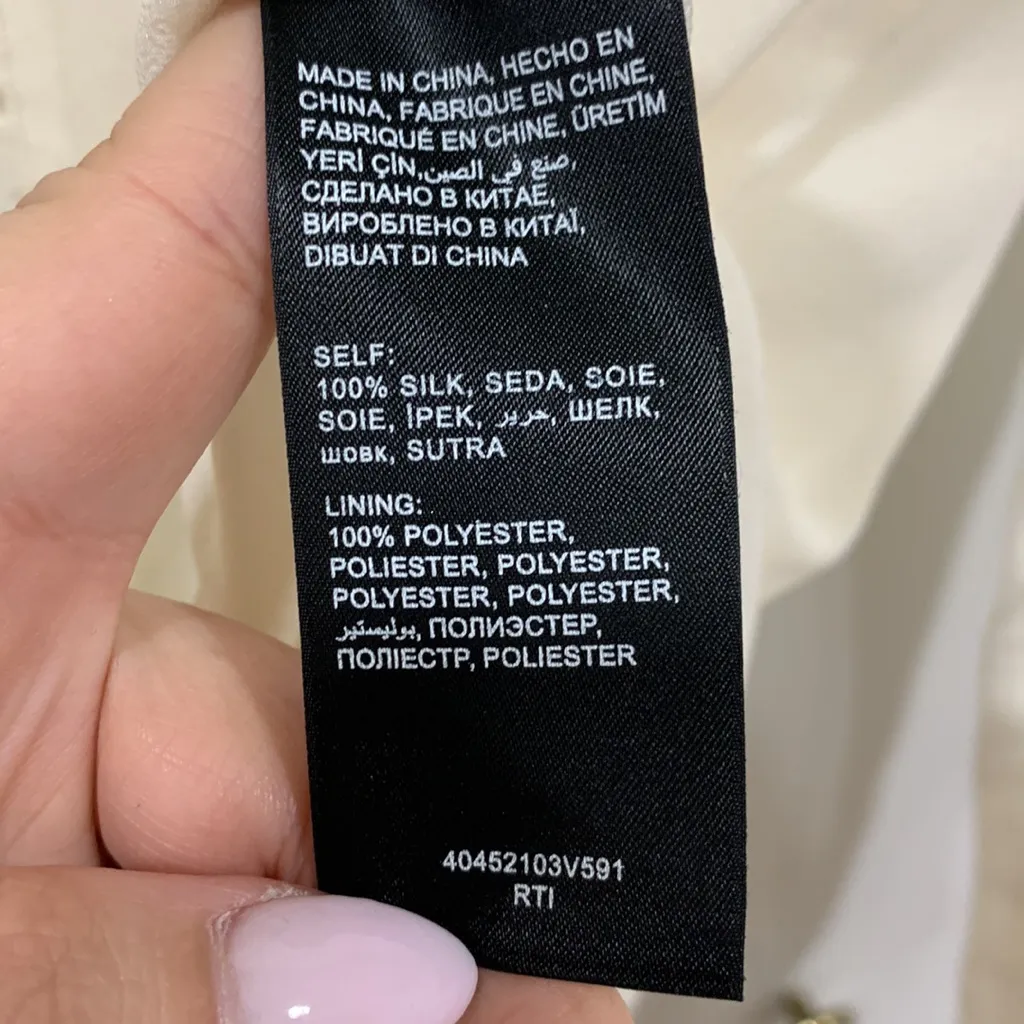 MADE IN CHINA, HECHO EN
CHINA, FABRIQUE EN CHINE,
FABRIQUÉ EN CHINE, ÜRETİM
YERİ ÇİN, صنع في الصين,
СДЕЛАНО В КИТАЕ,
ВИРОБЛЕНО В КИТАЇ,
DIBUAT DI CHINA
SELF:
100% SILK, SEDA, SOIE,
SOIE, İPEK, حرير, ШЕЛК,
шовк, SUTRA
LINING:
100% POLYESTER,
POLIESTER, POLYESTER,
POLYESTER, POLYESTER,
بوليستير, ПОЛИЭСТЕР,
ПОЛІЕСТР, POLIESTER
40452103V591
RTI